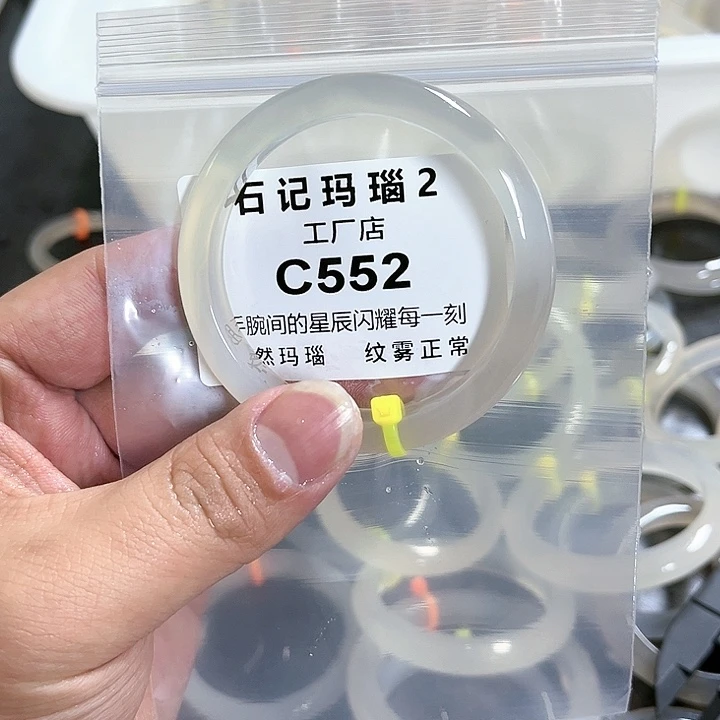 石记玛瑙2
工厂店
C552
手腕间的星辰闪耀每一刻
然玛瑙 纹雾正常